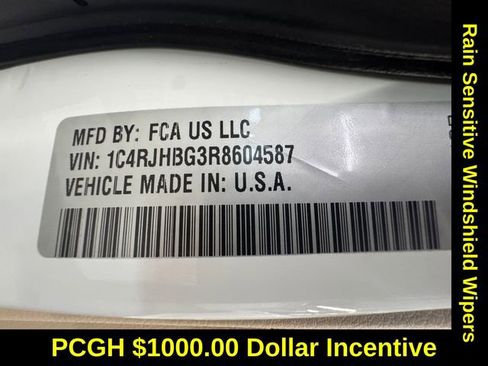 MFD BY: FCA US LLC
VIN: 1C4RJHBG3R8604587
VEHICLE MADE IN: U.S.A.
Rain Sensitive Windshield Wipers
PCGH $1000.00 Dollar Incentive